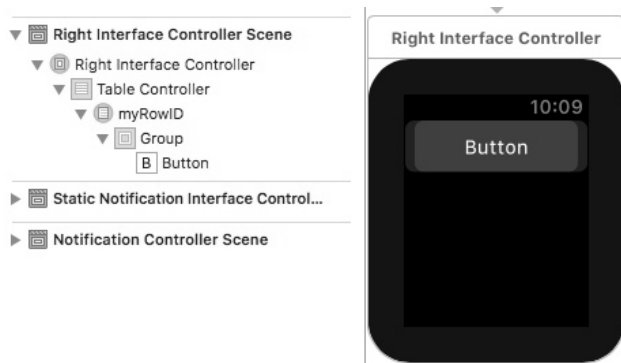 Right Interface Controller Scene
Right Interface Controller
Table Controller
myRowID
Group
B Button
Static Notification Interface Control...
Notification Controller Scene
Right Interface Controller
10:09
Button